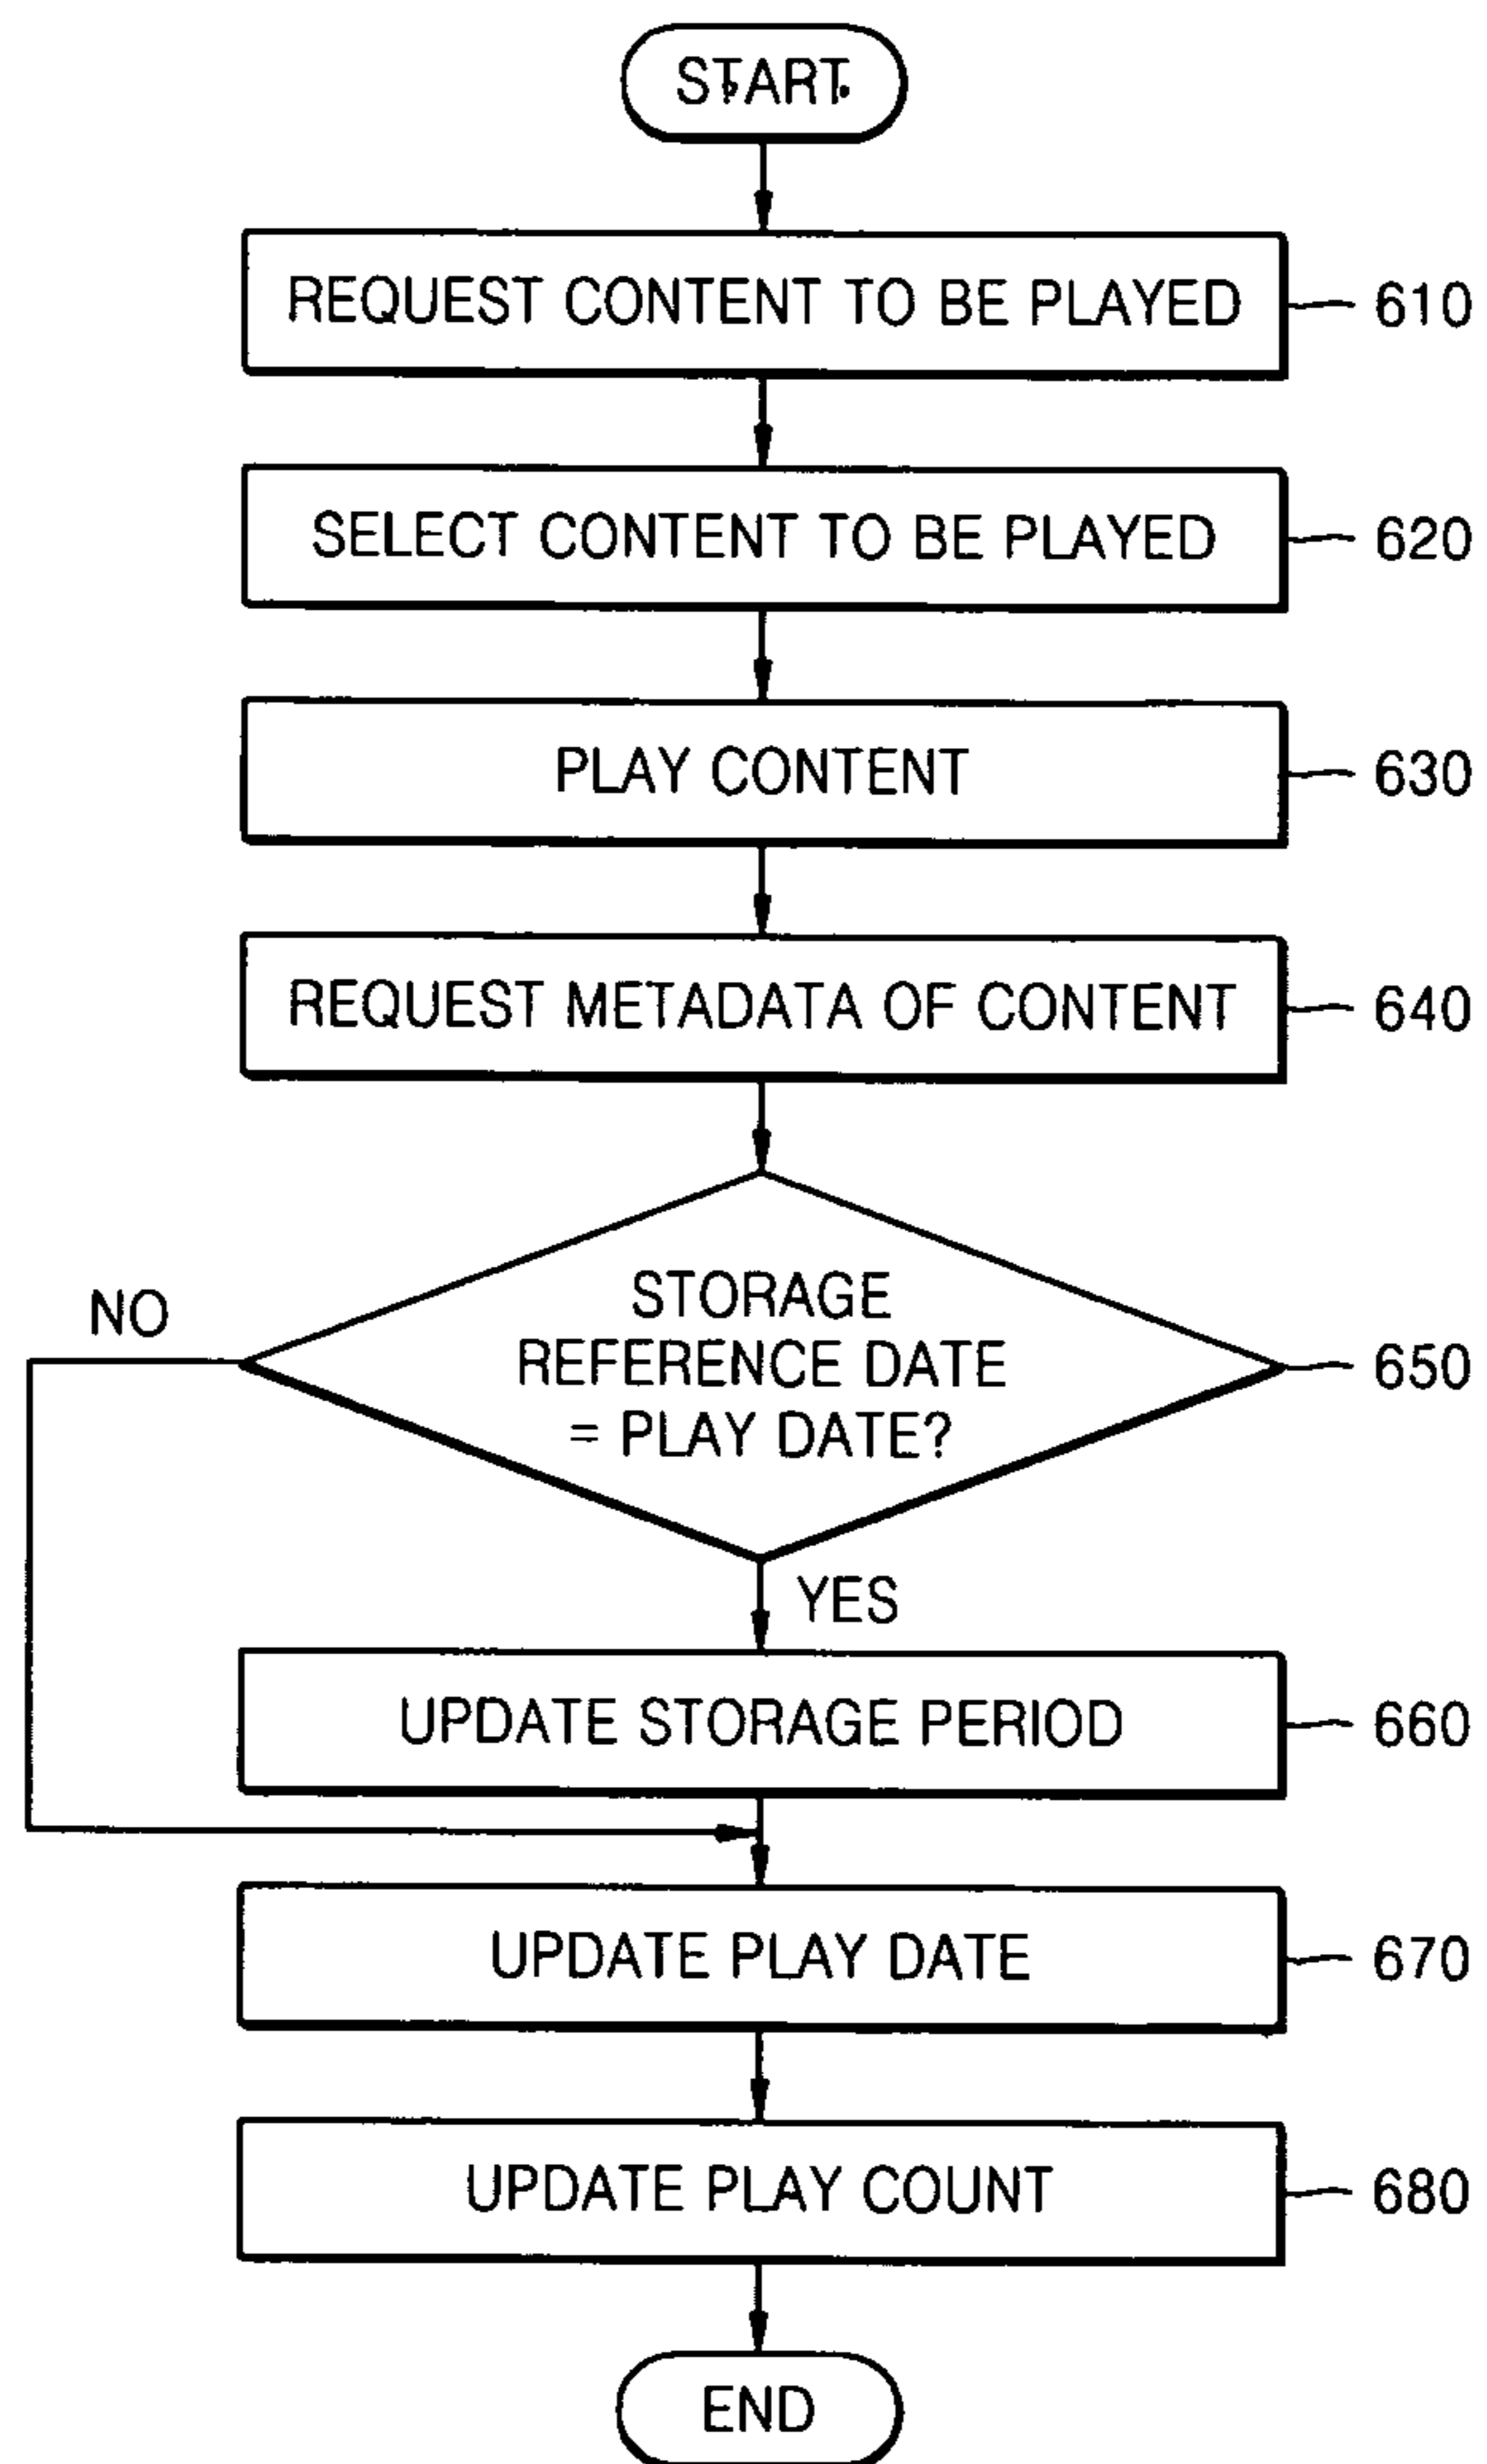 START
REQUEST CONTENT TO BE PLAYED
610
SELECT CONTENT TO BE PLAYED
620
PLAY CONTENT
630
REQUEST METADATA OF CONTENT
640
NO
STORAGE
REFERENCE DATE
= PLAY DATE?
650
YES
UPDATE STORAGE PERIOD
660
UPDATE PLAY DATE
670
UPDATE PLAY COUNT
680
END